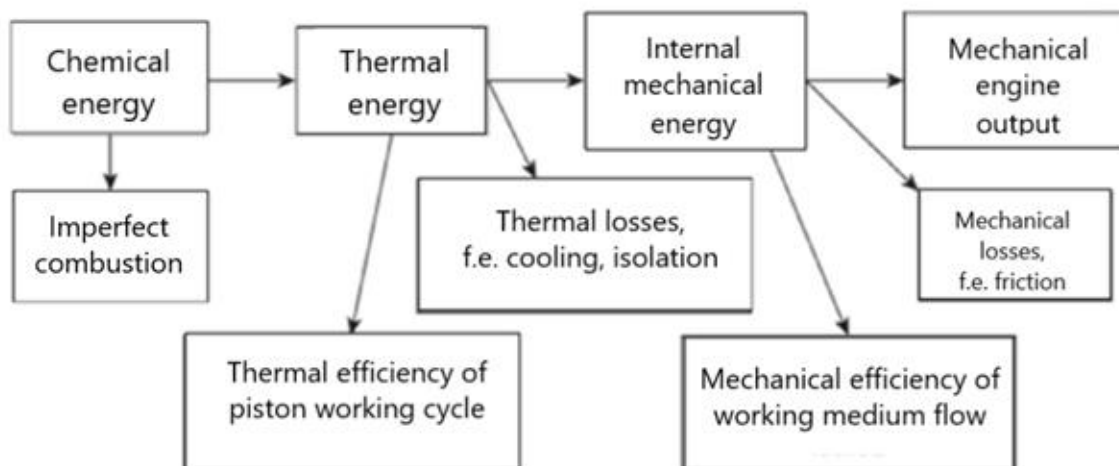 Chemical
energy
Thermal
energy
Internal
mechanical
energy
Mechanical
engine
output
Imperfect
combustion
Thermal losses,
f.e. cooling, isolation
Mechanical
losses,
f.e. friction
Thermal efficiency of
piston working cycle
Mechanical efficiency of
working medium flow